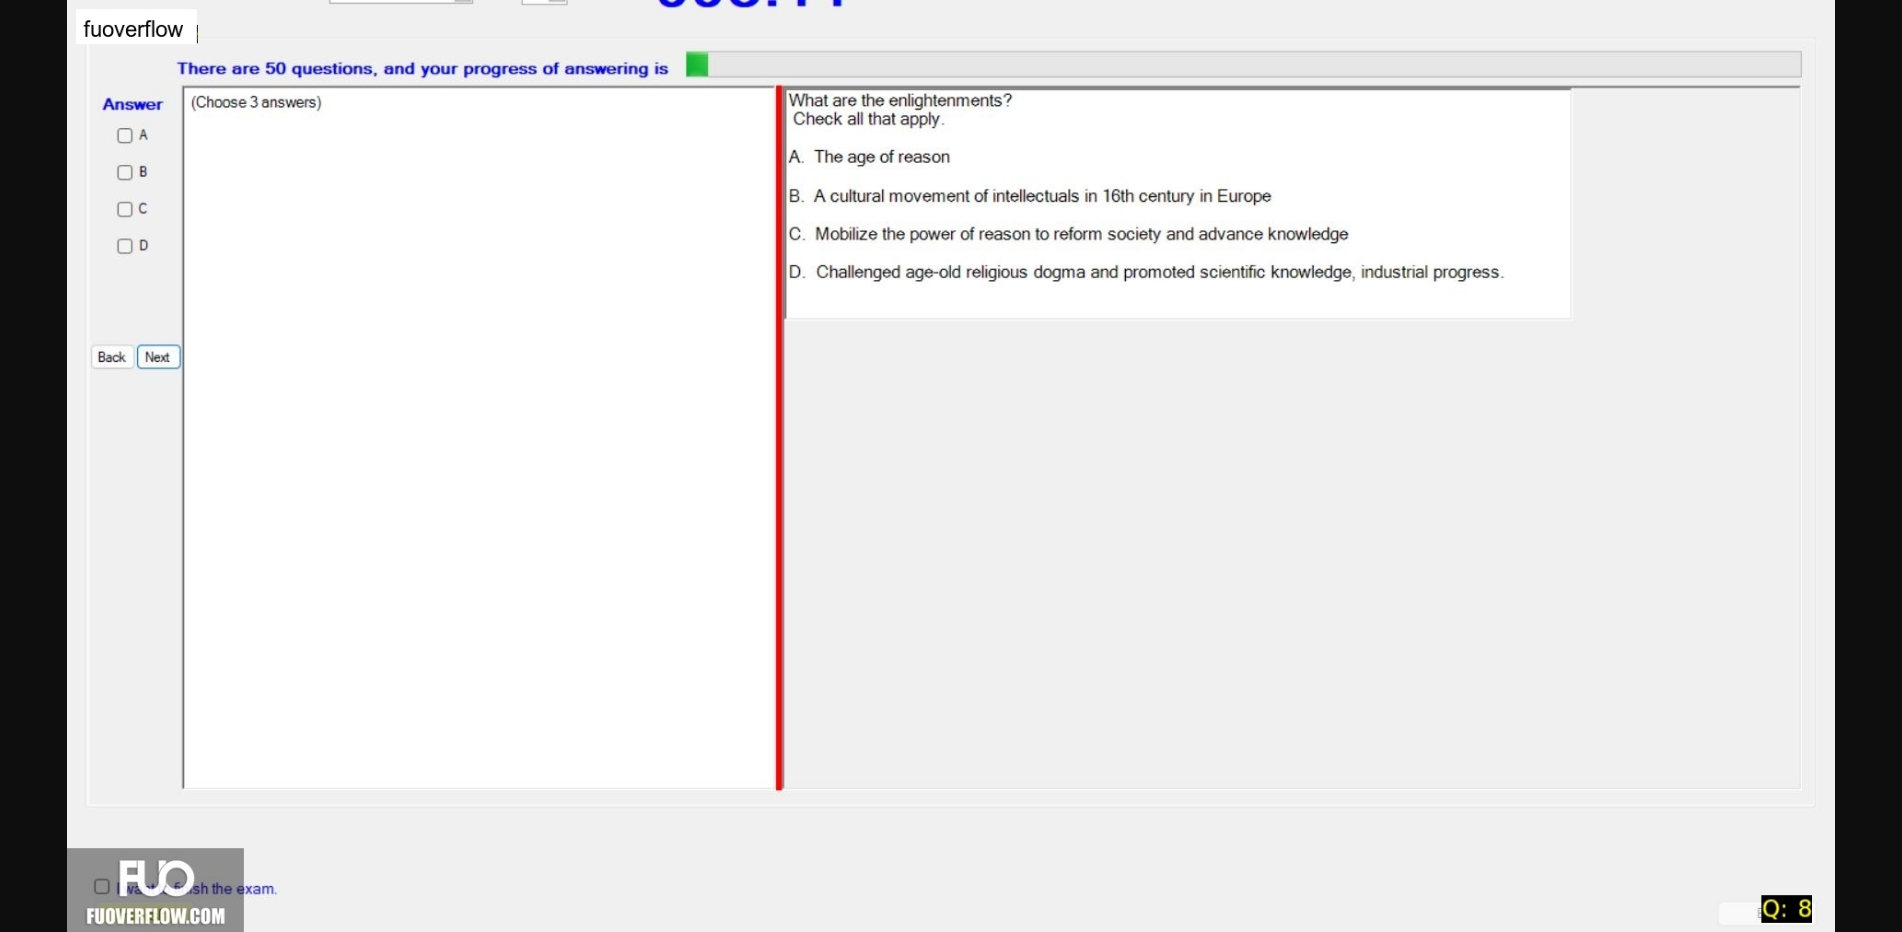 fuoverflow
There are 50 questions, and your progress of answering is
Answer
(Choose 3 answers)
A
B
C
D
Back Next
What are the enlightenments?
Check all that apply.
A. The age of reason
B. A cultural movement of intellectuals in 16th century in Europe
C. Mobilize the power of reason to reform society and advance knowledge
D. Challenged age-old religious dogma and promoted scientific knowledge, industrial progress.
FUO
the exam.
FUOVERFLOW.COM
Q: 8